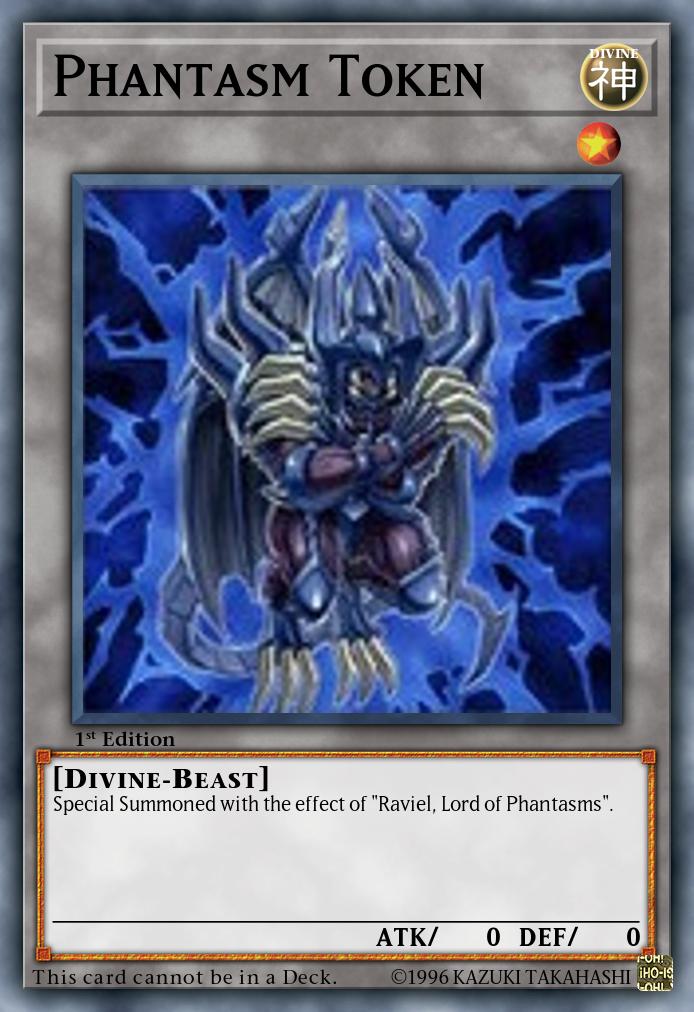 Phantasm Token
DIVINE
神
1st Edition
[Divine-Beast]
Special Summoned with the effect of "Raviel, Lord of Phantasms".
ATK/ 0 DEF/ 0
This card cannot be in a Deck. ©1996 KAZUKI TAKAHASHI